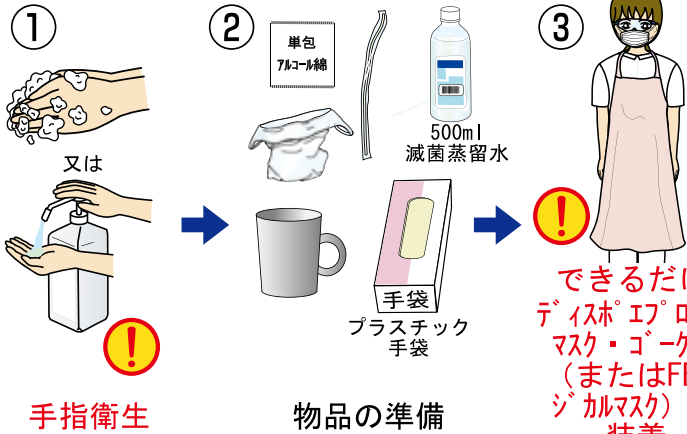 ①
又は
手指衛生
②
単包
ｱﾙｺｰﾙ綿
500ml
滅菌蒸留水
手袋
プラスチック
手袋
物品の準備
③
できるだけ
ﾃﾞｨｽﾎﾟｴﾌﾟﾛ
ﾏｽｸ・ｺﾞｰｸ
（またはFF
ｼﾞｶﾙﾏｽｸ）
装着